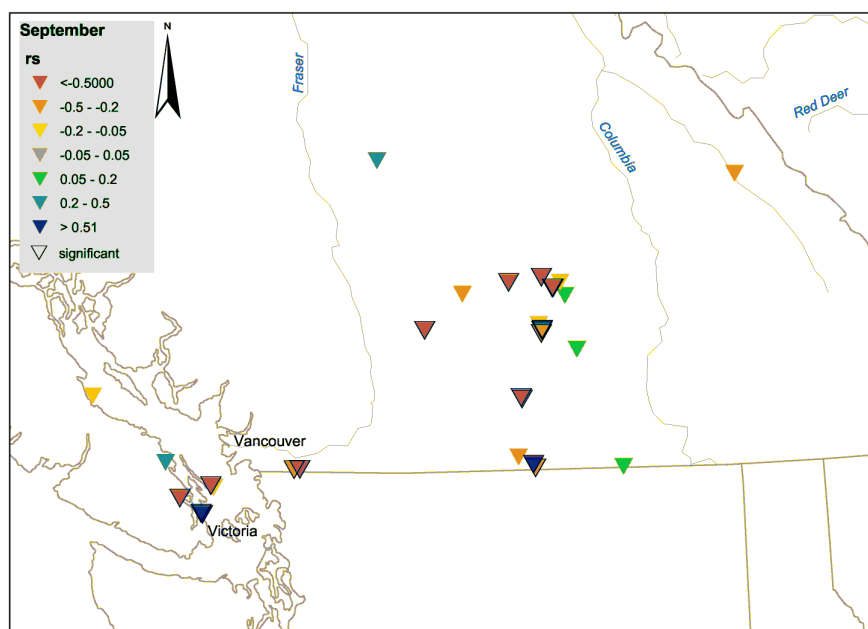 September
N
rs
<-0.5000
-0.5 - -0.2
-0.2 - -0.05
-0.05 - 0.05
0.05 - 0.2
0.2 - 0.5
> 0.51
significant
Fraser
Columbia
Red Deer
Vancouver
Victoria